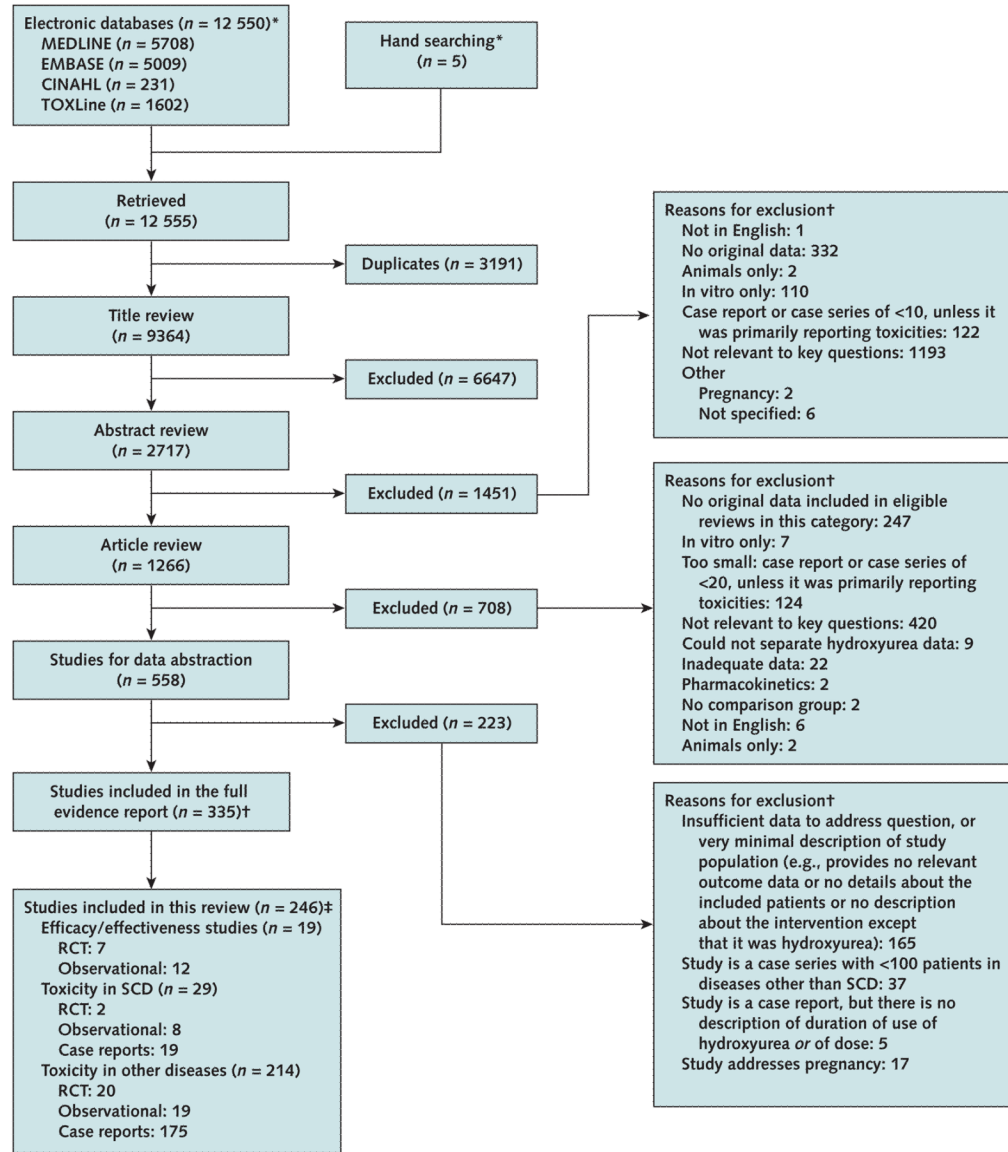 Electronic databases (n = 12 550)*
MEDLINE (n = 5708)
EMBASE (n = 5009)
CINAHL (n = 231)
TOXLine (n = 1602)
Hand searching*
(n = 5)
Retrieved
(n = 12 555)
Duplicates (n = 3191)
Title review
(n = 9364)
Excluded (n = 6647)
Abstract review
(n = 2717)
Excluded (n = 1451)
Reasons for exclusion†
Not in English: 1
No original data: 332
Animals only: 2
In vitro only: 110
Case report or case series of <10, unless it
was primarily reporting toxicities: 122
Not relevant to key questions: 1193
Other
Pregnancy: 2
Not specified: 6
Article review
(n = 1266)
Excluded (n = 708)
Reasons for exclusion†
No original data included in eligible
reviews in this category: 247
In vitro only: 7
Too small: case report or case series of
<20, unless it was primarily reporting
toxicities: 124
Not relevant to key questions: 420
Could not separate hydroxyurea data: 9
Inadequate data: 22
Pharmacokinetics: 2
No comparison group: 2
Not in English: 6
Animals only: 2
Studies for data abstraction
(n = 558)
Excluded (n = 223)
Reasons for exclusion†
Insufficient data to address question, or
very minimal description of study
population (e.g., provides no relevant
outcome data or no details about the
included patients or no description
about the intervention except
that it was hydroxyurea): 165
Study is a case series with <100 patients in
diseases other than SCD: 37
Study is a case report, but there is no
description of duration of use of
hydroxyurea or of dose: 5
Study addresses pregnancy: 17
Studies included in the full
evidence report (n = 335)†
Studies included in this review (n = 246)‡
Efficacy/effectiveness studies (n = 19)
RCT: 7
Observational: 12
Toxicity in SCD (n = 29)
RCT: 2
Observational: 8
Case reports: 19
Toxicity in other diseases (n = 214)
RCT: 20
Observational: 19
Case reports: 175